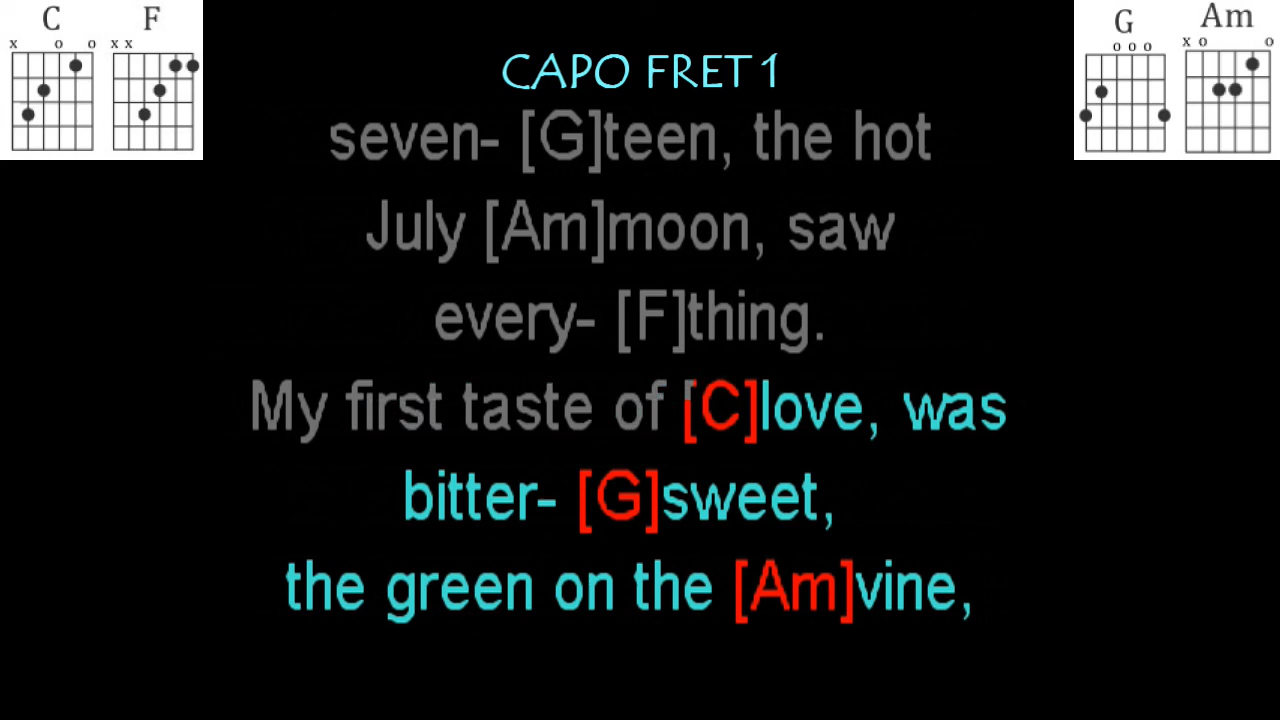 C F G Am
x o o x x o o o x o o
CAPO FRET 1
seven- [G]teen, the hot
July [Am]moon, saw
every- [F]thing.
My first taste of [C]love, was
bitter- [G]sweet,
the green on the [Am]vine,